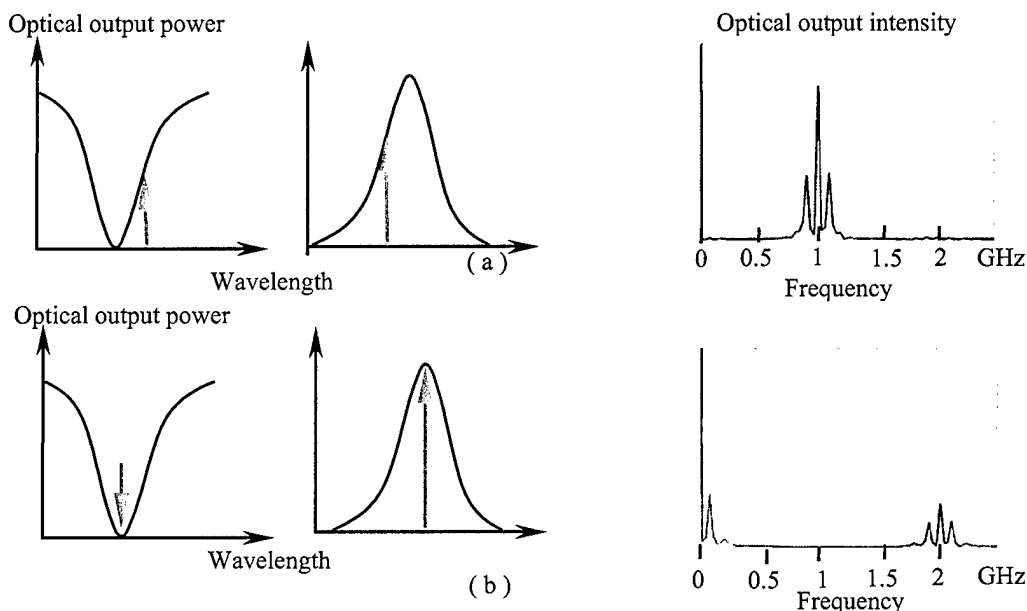 Optical output power
Optical output intensity
( a )
Wavelength
0 0.5 1 1.5 2 GHz
Frequency
Optical output power
Wavelength
( b )
0 0.5 1 1.5 2 GHz
Frequency